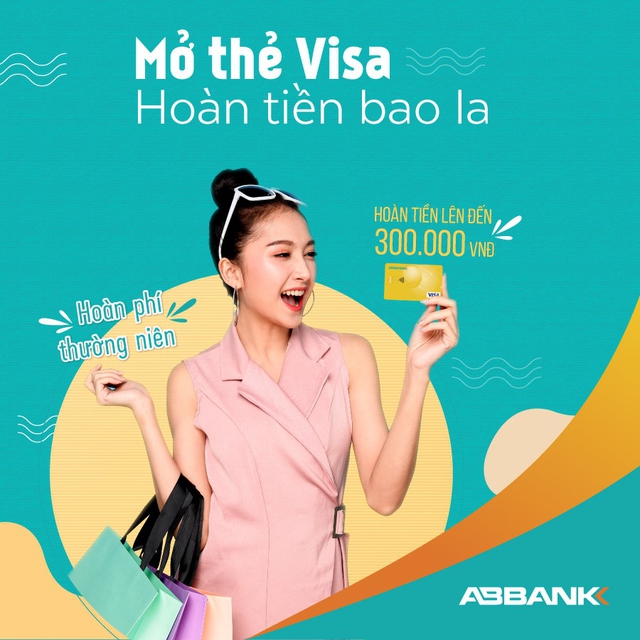 Mở thẻ Visa
Hoàn tiền bao la
HOÀN TIỀN LÊN ĐẾN
300.000 VNĐ
VISA
Hoàn phí
thường niên
ABBANK